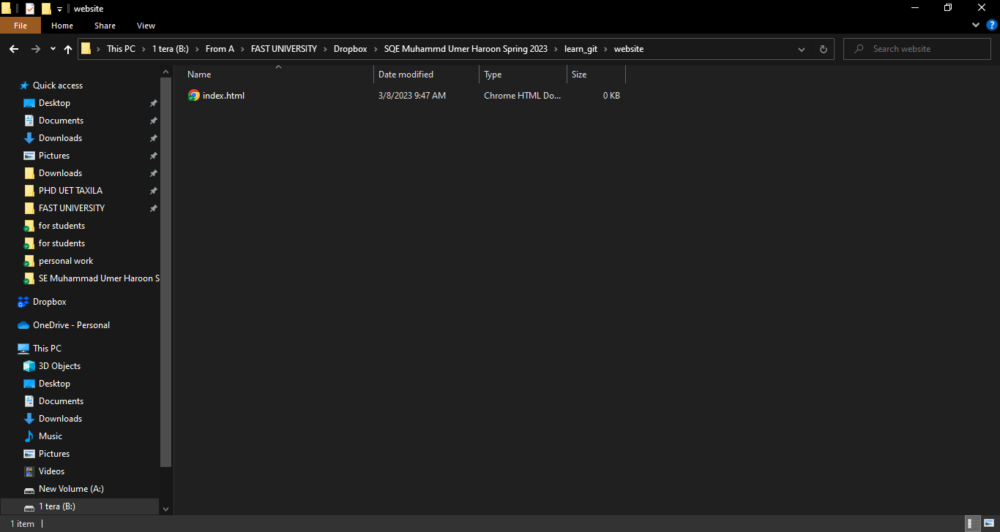 website
File Home Share View
This PC 1 tera (B:) From A FAST UNIVERSITY Dropbox SQE Muhammd Umer Haroon Spring 2023 learn_git website
Search website
Name Date modified Type Size
index.html 3/8/2023 9:47 AM Chrome HTML Do... 0 KB
Quick access
Desktop
Documents
Downloads
Pictures
Downloads
PHD UET TAXILA
FAST UNIVERSITY
for students
for students
personal work
SE Muhammad Umer Haroon S
Dropbox
OneDrive - Personal
This PC
3D Objects
Desktop
Documents
Downloads
Music
Pictures
Videos
New Volume (A:)
1 tera (B:)
1 item